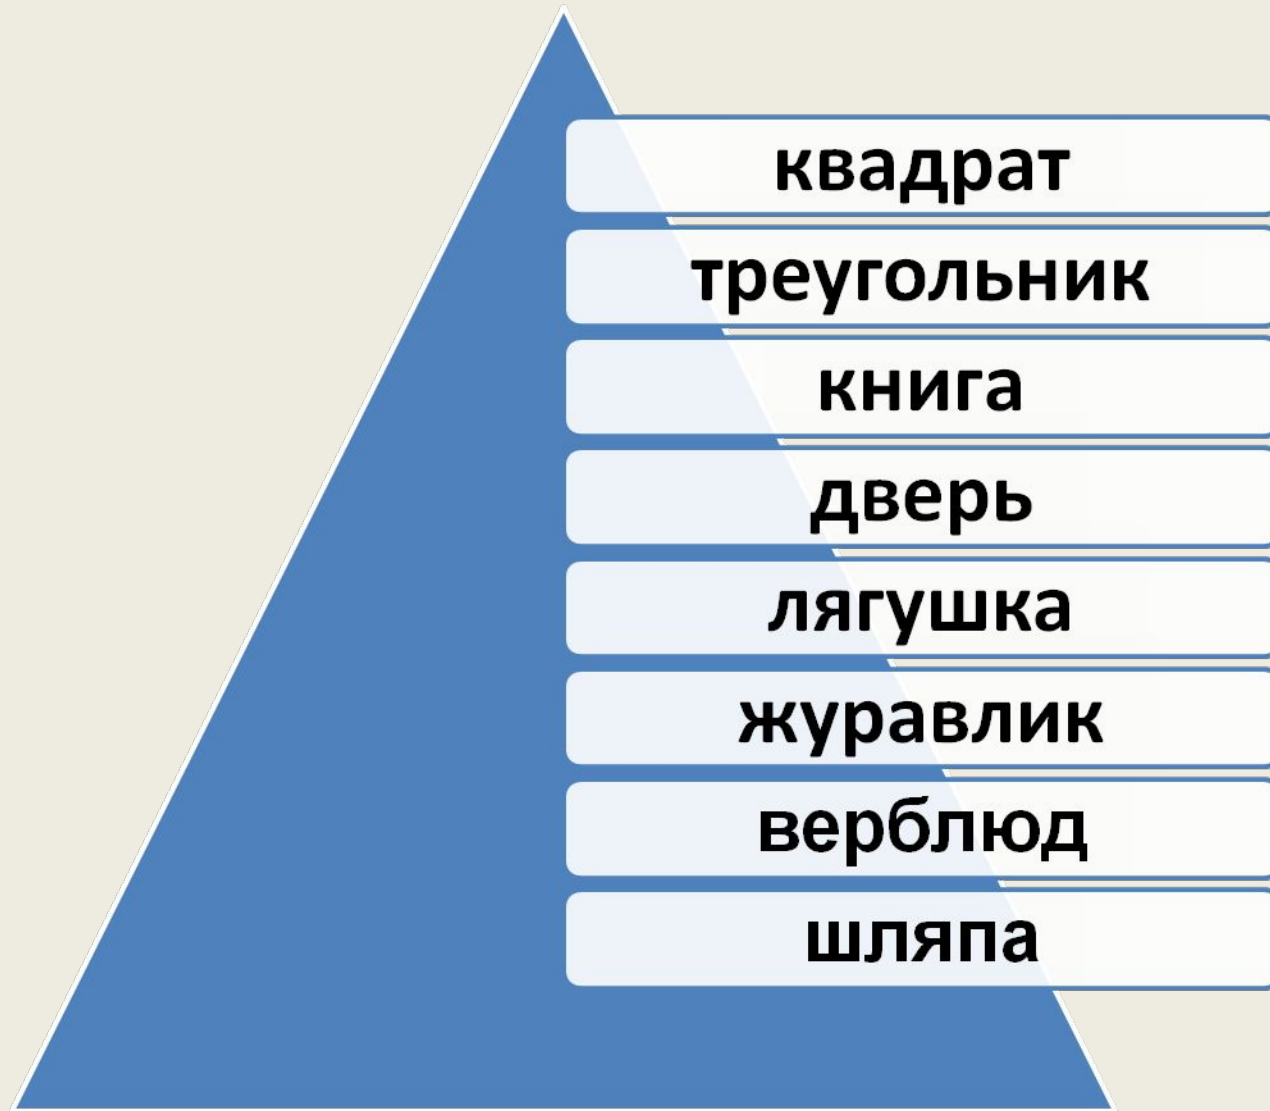 квадрат
треугольник
книга
дверь
лягушка
журавлик
верблюд
шляпа